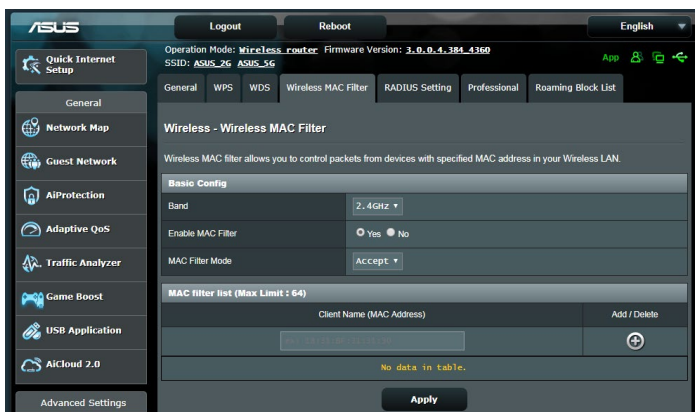 ASUS
Logout
Reboot
English
Quick Internet
Setup
General
Network Map
Guest Network
AiProtection
Adaptive QoS
Traffic Analyzer
Game Boost
USB Application
AiCloud 2.0
Advanced Settings
Operation Mode: Wireless router Firmware Version: 3.0.0.4.384_4360
SSID: ASUS_2G ASUS_5G
App
General WPS WDS Wireless MAC Filter RADIUS Setting Professional Roaming Block List
Wireless - Wireless MAC Filter
Wireless MAC filter allows you to control packets from devices with specified MAC address in your Wireless LAN.
Basic Config
Band 2.4GHz
Enable MAC Filter Yes No
MAC Filter Mode Accept
MAC filter list (Max Limit : 64)
Client Name (MAC Address) Add / Delete
No data in table.
Apply